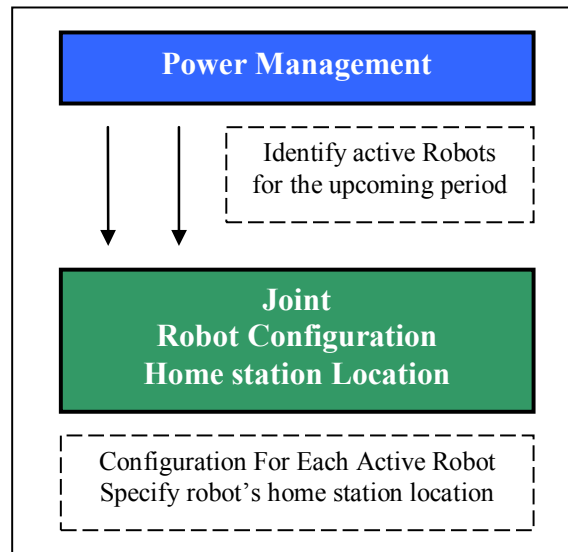 Power Management
Identify active Robots
for the upcoming period
Joint
Robot Configuration
Home station Location
Configuration For Each Active Robot
Specify robot's home station location